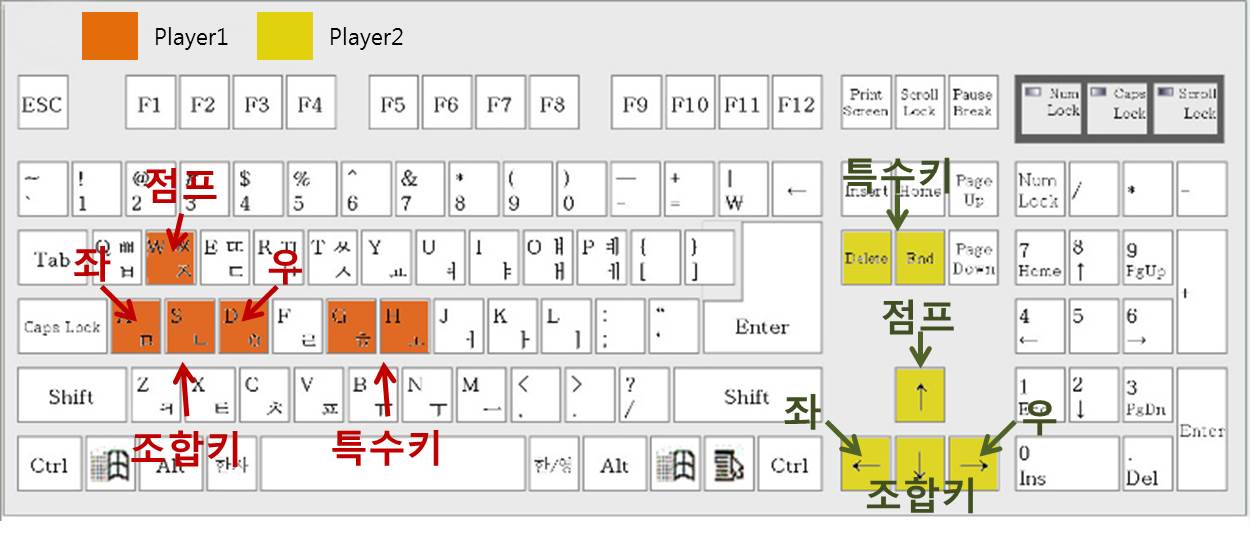 Player1 Player2
ESC F1 F2 F3 F4 F5 F6 F7 F8 F9 F10 F11 F12 Print Screen Scroll Lock Pause Break Num Lock Caps Lock Scroll Lock
~ ` ! 1 @ 2 3 $ 4 % 5 ^ 6 & 7 * 8 ( 9 ) 0 — - + = | W ← Insert Home Page Up Num Lock / * -
점프 특수키
Tab Q ㅃ ㅂ W ㅉ ㅈ E ㄸ ㄷ R ㄲ T ㅆ ㅅ Y ㅛ U ㅕ I ㅑ O ㅒ ㅐ P ㅖ ㅔ { [ } ] Delete End Page Down 7 Home 8 ↑ 9 PgUp +
좌 우
Caps Lock A ㅁ S ㄴ D ㅇ F ㄹ G ㅎ H ㅗ J ㅓ K ㅏ L ㅣ : ; “ ‘ Enter 4 ← 5 6 →
점프
Shift Z ㅋ X ㅌ C ㅊ V ㅍ B ㅠ N ㅜ M ㅡ < , > . ? / Shift ↑ 1 End 2 ↓ 3 PgDn Enter
좌 우
조합키 특수키
Ctrl Alt 한자 한/영 Alt Ctrl ← ↓ → 0 Ins . Del
조합키